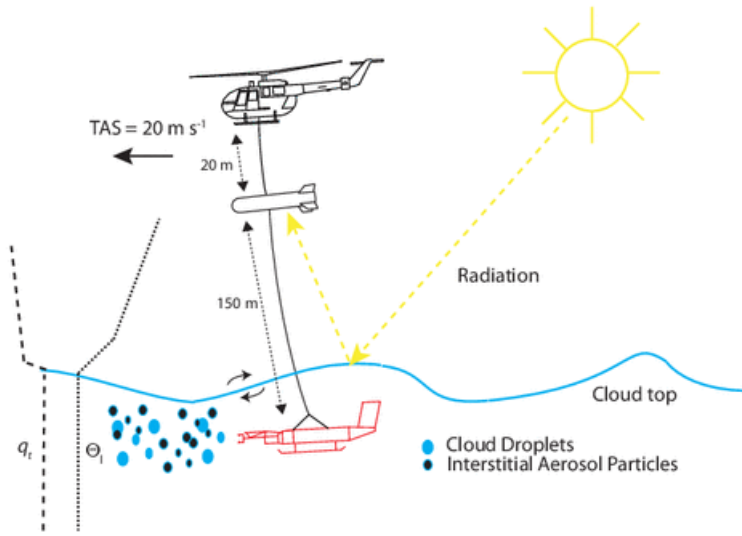 TAS = 20 m s⁻¹
20 m
Radiation
150 m
Cloud top
qₜ
Θₗ
Cloud Droplets
Interstitial Aerosol Particles